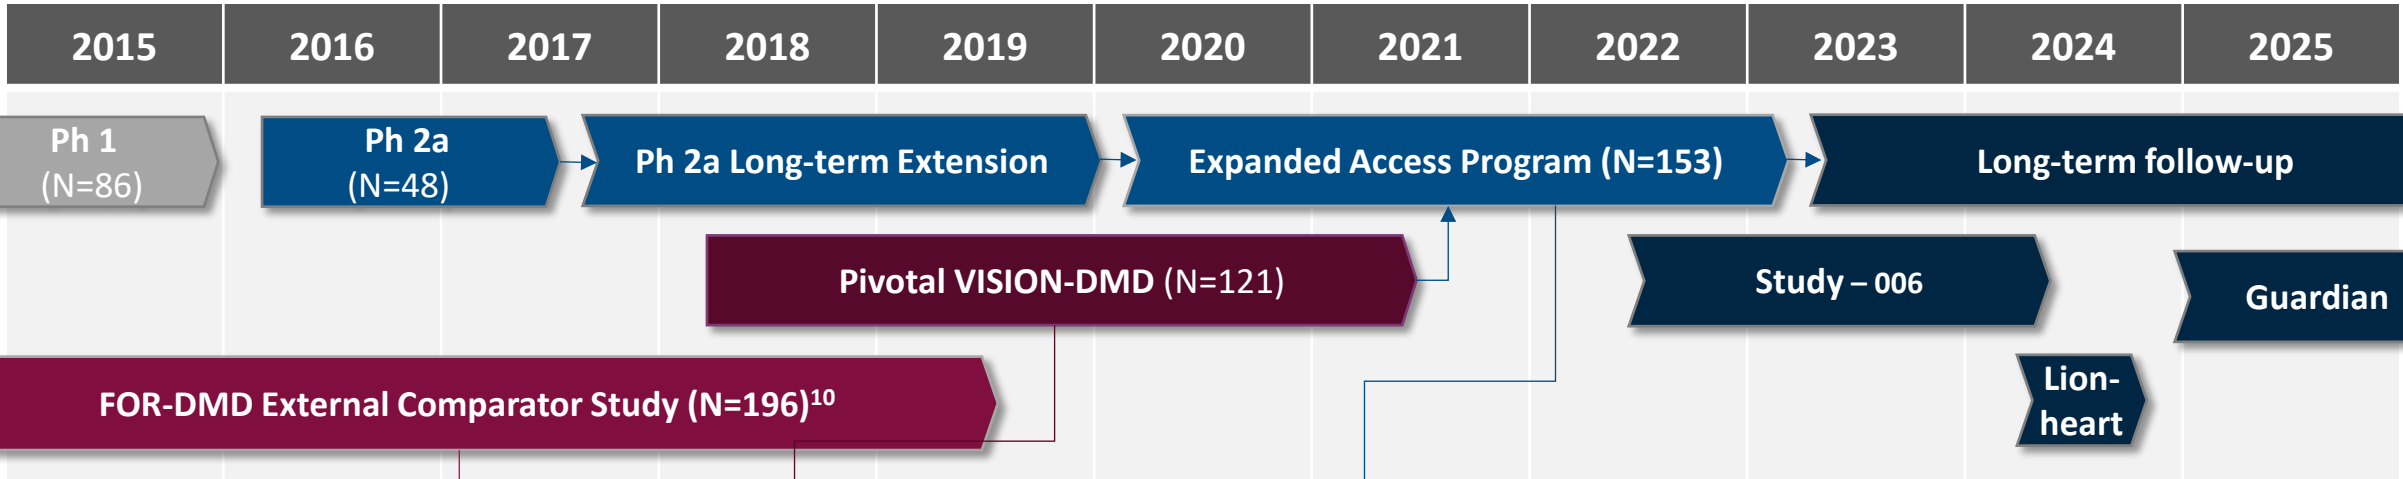 2015 2016 2017 2018 2019 2020 2021 2022 2023 2024 2025
Ph 1
(N=86)
Ph 2a
(N=48)
Ph 2a Long-term Extension
Expanded Access Program (N=153)
Long-term follow-up
Pivotal VISION-DMD (N=121)
Study – 006
Guardian
FOR-DMD External Comparator Study (N=196)¹⁰
Lion-
heart